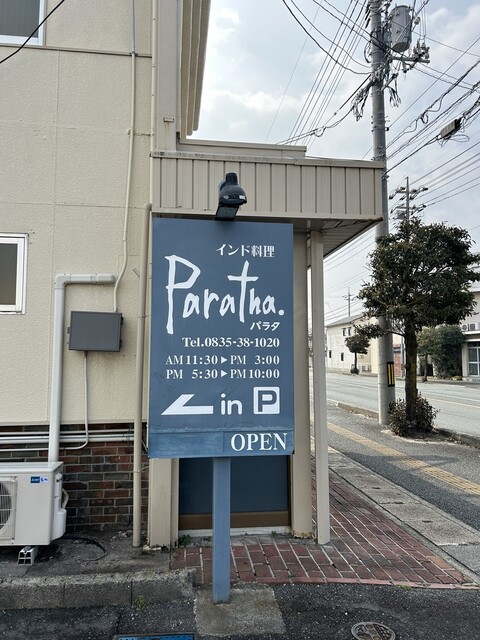 インド料理
Paratha.
パラタ
Tel.0835-38-1020
AM 11:30▶PM 3:00
PM 5:30▶PM 10:00
in P
OPEN